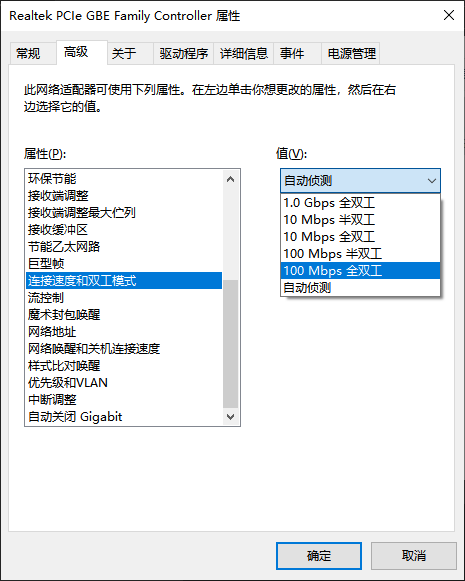 Realtek PCIe GBE Family Controller 属性
常规
高级
关于
驱动程序
详细信息
事件
电源管理
此网络适配器可使用下列属性。在左边单击你想更改的属性，然后在右
边选择它的值。
属性(P):
值(V):
环保节能
接收端调整
接收端调整最大伫列
接收缓冲区
节能乙太网路
巨型帧
连接速度和双工模式
流控制
魔术封包唤醒
网络地址
网络唤醒和关机连接速度
样式比对唤醒
优先级和VLAN
中断调整
自动关闭 Gigabit
自动侦测
1.0 Gbps 全双工
10 Mbps 半双工
10 Mbps 全双工
100 Mbps 半双工
100 Mbps 全双工
自动侦测
确定
取消